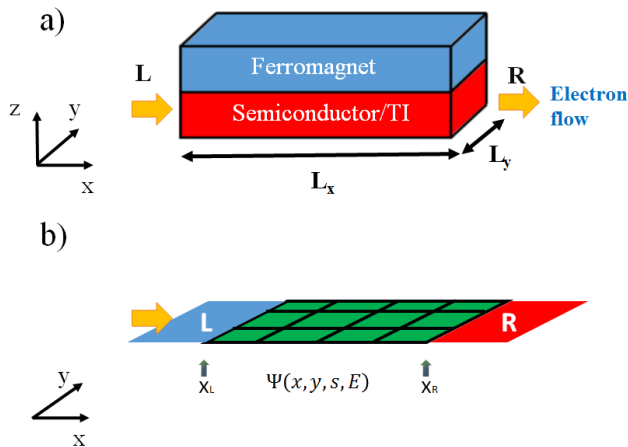 a)
L
Ferromagnet
Semiconductor/TI
R
Electron
flow
z
y
x
Lx
Ly
b)
L
R
y
x
XL
Ψ(x, y, s, E)
XR